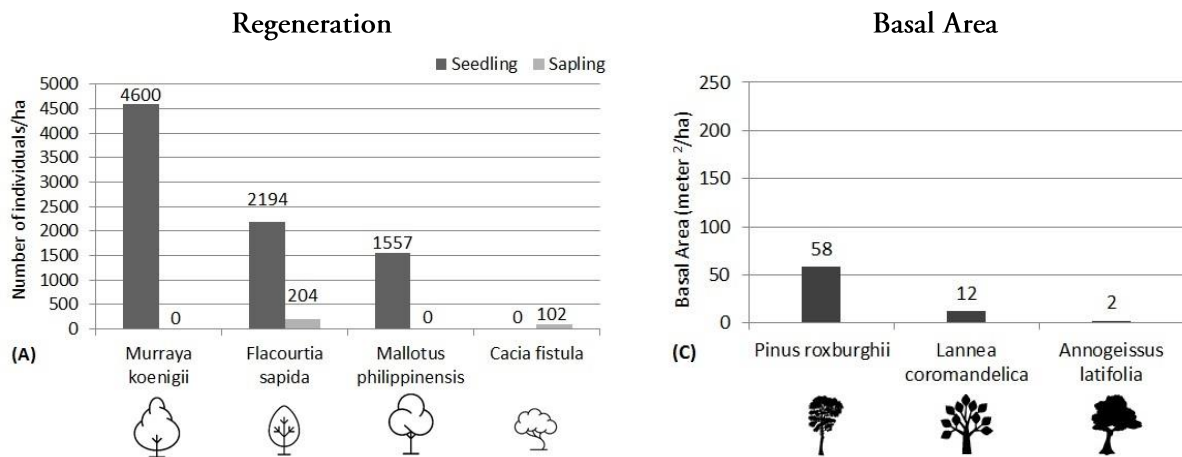 Regeneration
Seedling Sapling
Number of individuals/ha
5000
4500
4000
3500
3000
2500
2000
1500
1000
500
0
4600
0
2194
204
1557
0
0
102
(A)
Murraya
koenigii
Flacourtia
sapida
Mallotus
philippinensis
Cacia fistula
Basal Area
Basal Area (meter ²/ha)
250
200
150
100
50
0
58
12
2
(C)
Pinus roxburghii
Lannea
coromandelica
Annogeissus
latifolia